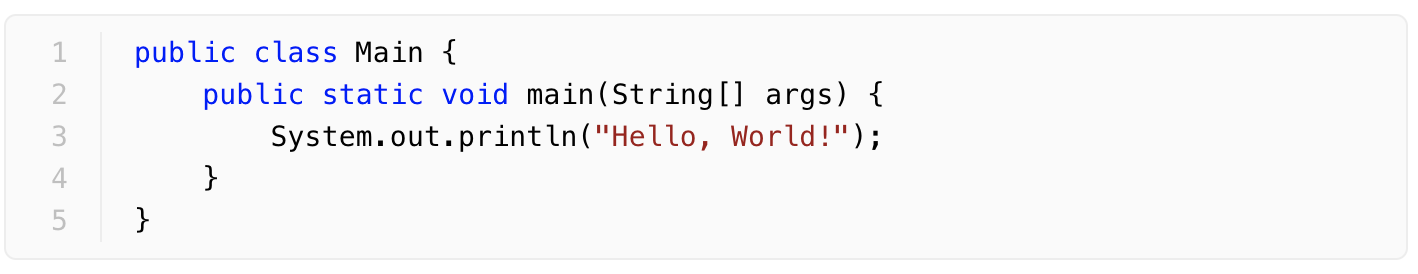 1 public class Main {
2     public static void main(String[] args) {
3         System.out.println("Hello, World!");
4     }
5 }